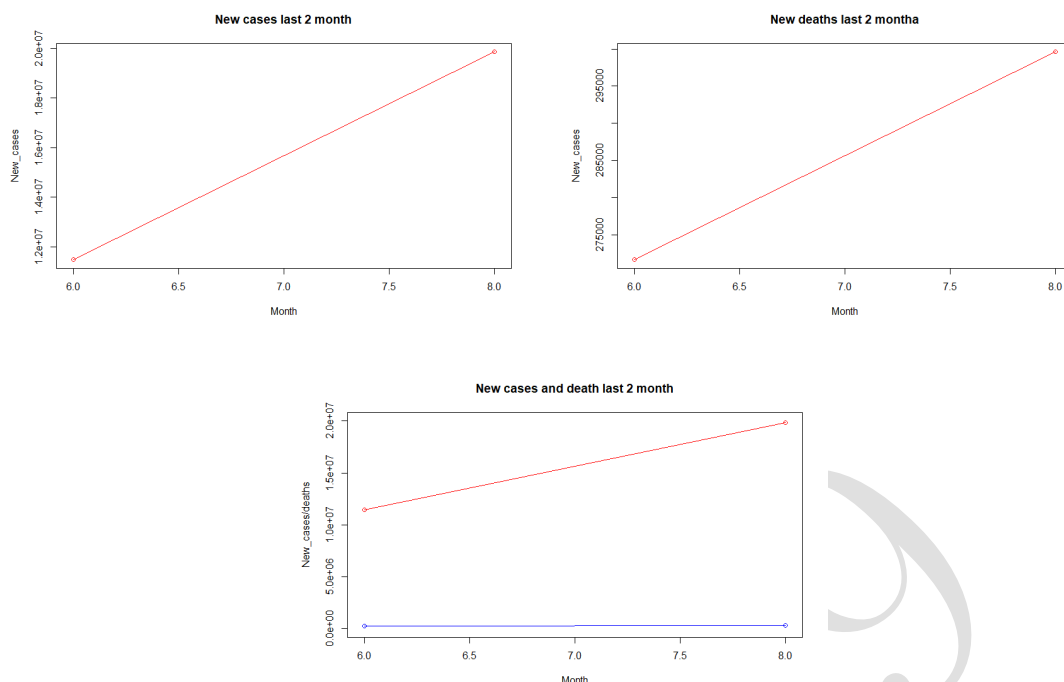 New cases last 2 month
New_cases
2.0e+07
1.8e+07
1.6e+07
1.4e+07
1.2e+07
6.0 6.5 7.0 7.5 8.0
Month
New deaths last 2 montha
New_cases
295000
285000
275000
6.0 6.5 7.0 7.5 8.0
Month
New cases and death last 2 month
New_cases/deaths
2.0e+07
1.5e+07
1.0e+07
5.0e+06
0.0e+00
6.0 6.5 7.0 7.5 8.0
Month